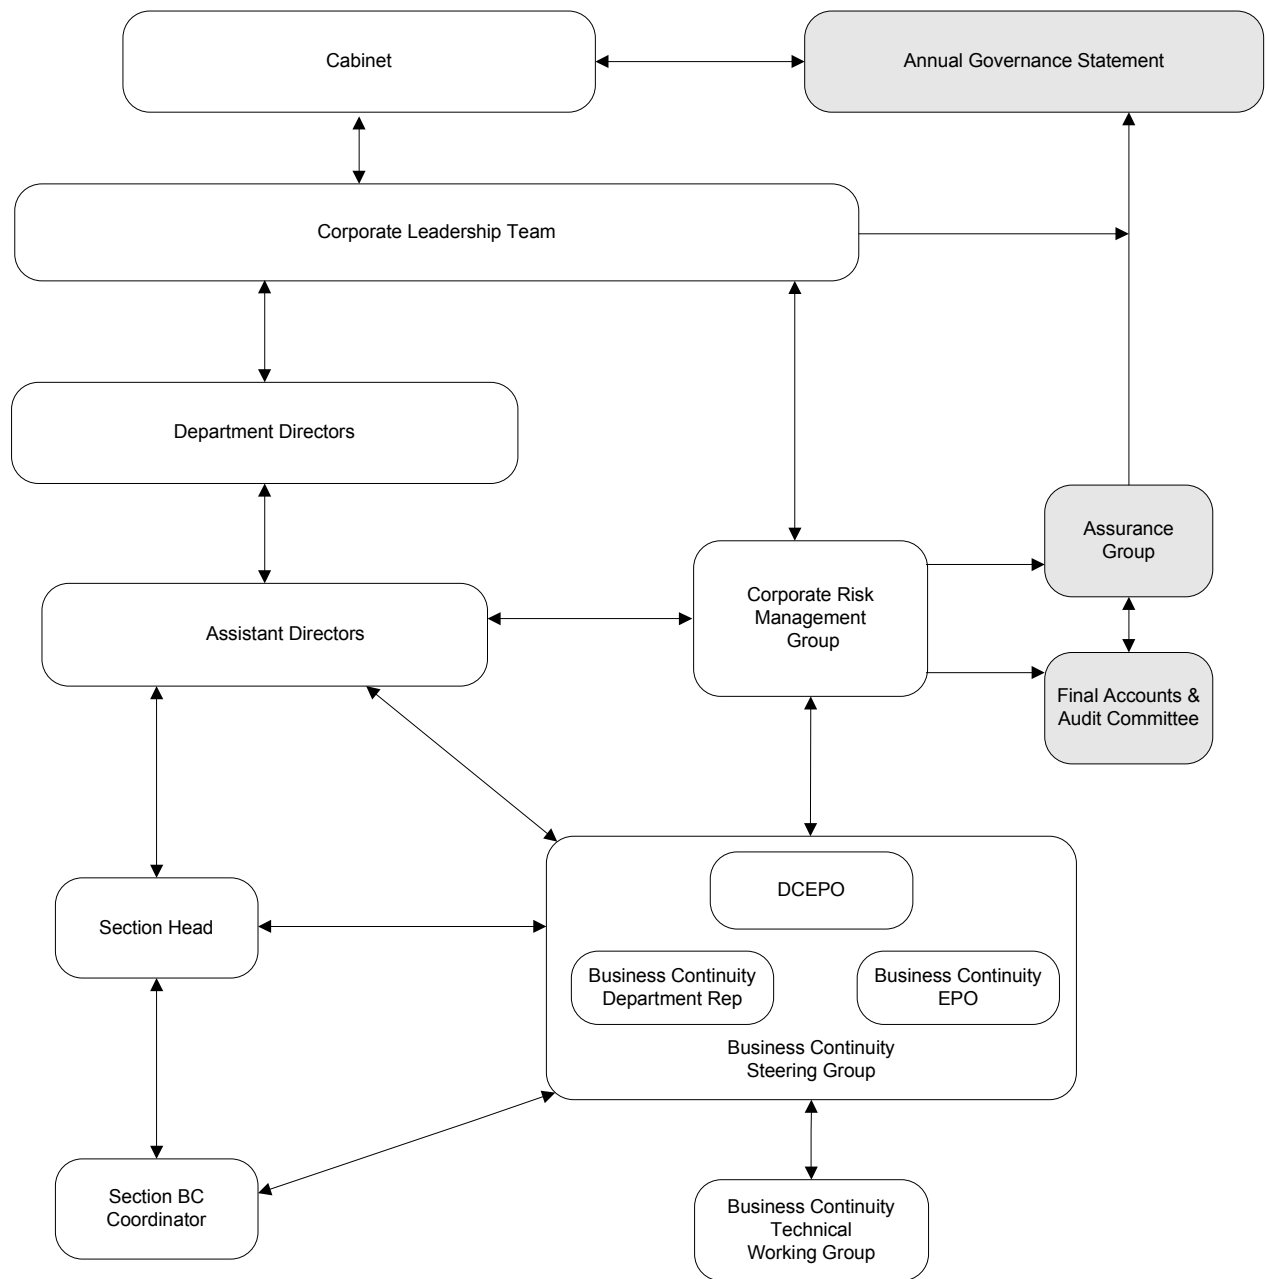 Cabinet
Annual Governance Statement
Corporate Leadership Team
Department Directors
Assurance
Group
Corporate Risk
Management
Group
Assistant Directors
Final Accounts &
Audit Committee
DCEPO
Section Head
Business Continuity
Department Rep
Business Continuity
EPO
Business Continuity
Steering Group
Section BC
Coordinator
Business Continuity
Technical
Working Group